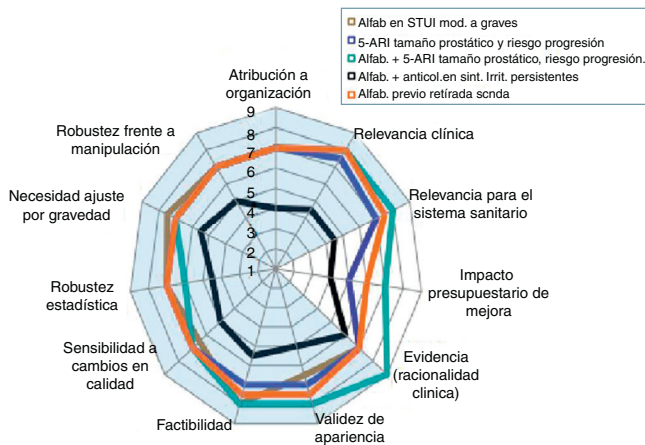 Alfab en STUI mod. a graves
5-ARI tamaño prostático y riesgo progresión
Alfab. + 5-ARI tamaño prostático, riesgo progresión.
Alfab. + anticol.en sint. Irrit. persistentes
Alfab. previo retírada scnda
Atribución a
organización
Relevancia clínica
Relevancia para el
sistema sanitario
Impacto
presupuestario de
mejora
Evidencia
(racionalidad
clinica)
Validez de
apariencia
Factibilidad
Sensibilidad a
cambios en
calidad
Robustez
estadística
Necesidad ajuste
por gravedad
Robustez frente a
manipulación
9
8
7
6
5
4
3
2
1